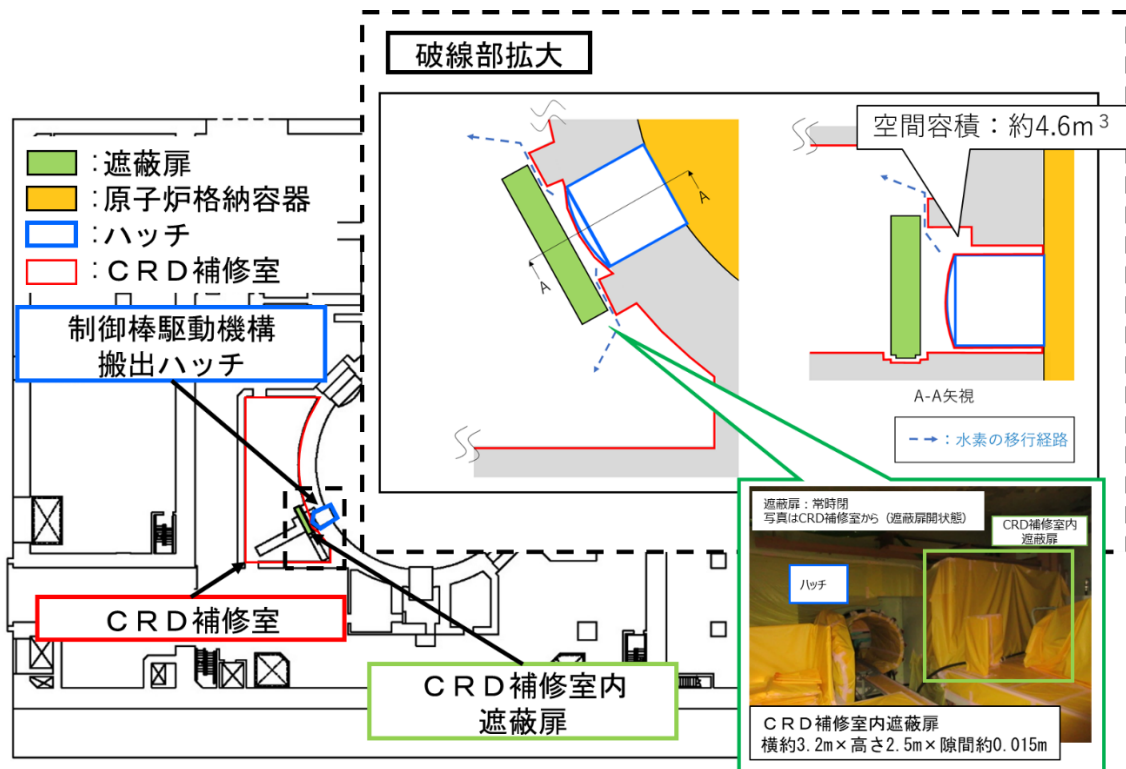 破線部拡大
：遮蔽扉
：原子炉格納容器
：ハッチ
：ＣＲＤ補修室
制御棒駆動機構
搬出ハッチ
空間容積：約4.6m³
A
A
A-A矢視
：水素の移行経路
ＣＲＤ補修室
ＣＲＤ補修室内
遮蔽扉
遮蔽扉：常時閉
写真はCRD補修室から（遮蔽扉開状態）
CRD補修室内
遮蔽扉
ハッチ
ＣＲＤ補修室内遮蔽扉
横約3.2m×高さ2.5m×隙間約0.015m